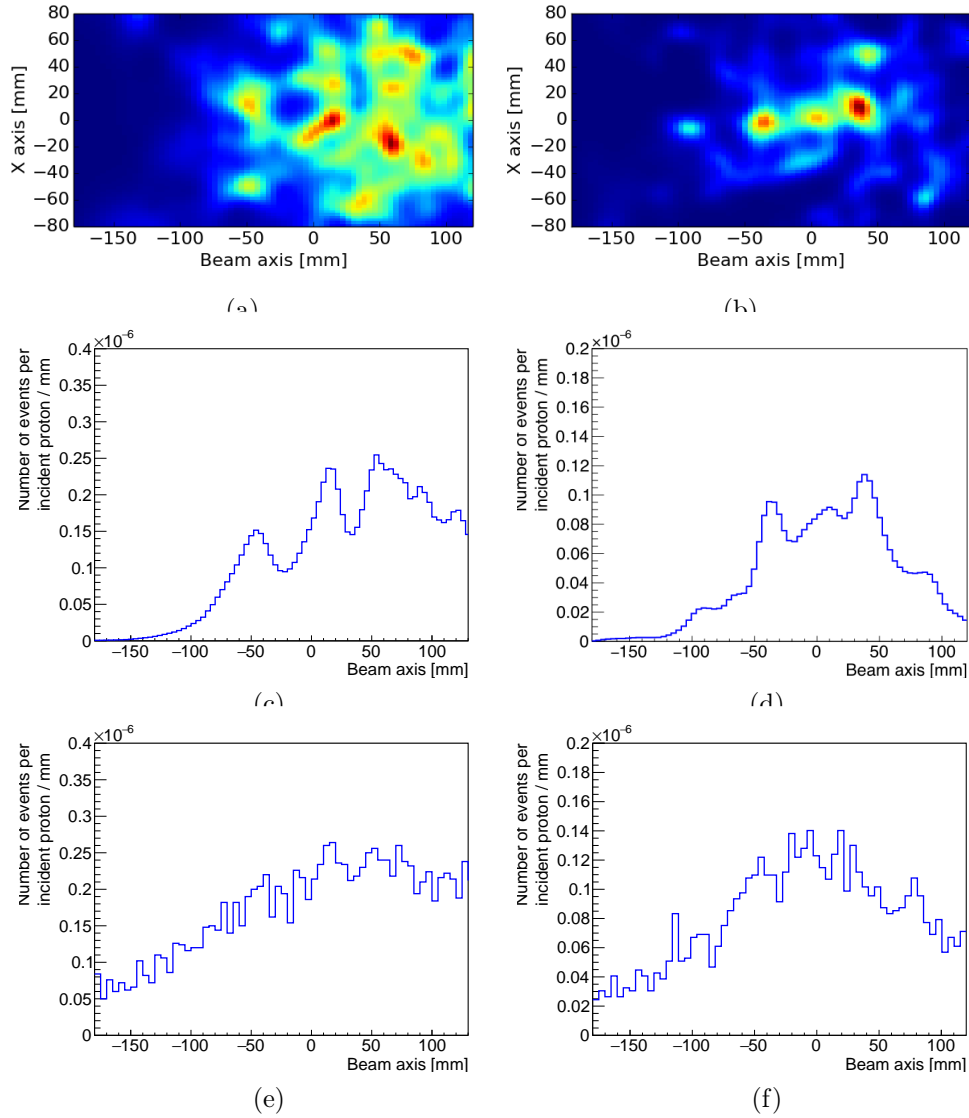 80
60
40
20
0
−20
−40
−60
−80
X axis [mm]
−150 −100 −50 0 50 100
Beam axis [mm]
(a)
80
60
40
20
0
−20
−40
−60
−80
X axis [mm]
−150 −100 −50 0 50 100
Beam axis [mm]
(b)
×10⁻⁶
0.4
0.35
0.3
0.25
0.2
0.15
0.1
0.05
0
Number of events per
incident proton / mm
−150 −100 −50 0 50 100
Beam axis [mm]
(c)
×10⁻⁶
0.2
0.18
0.16
0.14
0.12
0.1
0.08
0.06
0.04
0.02
0
Number of events per
incident proton / mm
−150 −100 −50 0 50 100
Beam axis [mm]
(d)
×10⁻⁶
0.4
0.35
0.3
0.25
0.2
0.15
0.1
0.05
0
Number of events per
incident proton / mm
−150 −100 −50 0 50 100
Beam axis [mm]
(e)
×10⁻⁶
0.2
0.18
0.16
0.14
0.12
0.1
0.08
0.06
0.04
0.02
0
Number of events per
incident proton / mm
−150 −100 −50 0 50 100
Beam axis [mm]
(f)